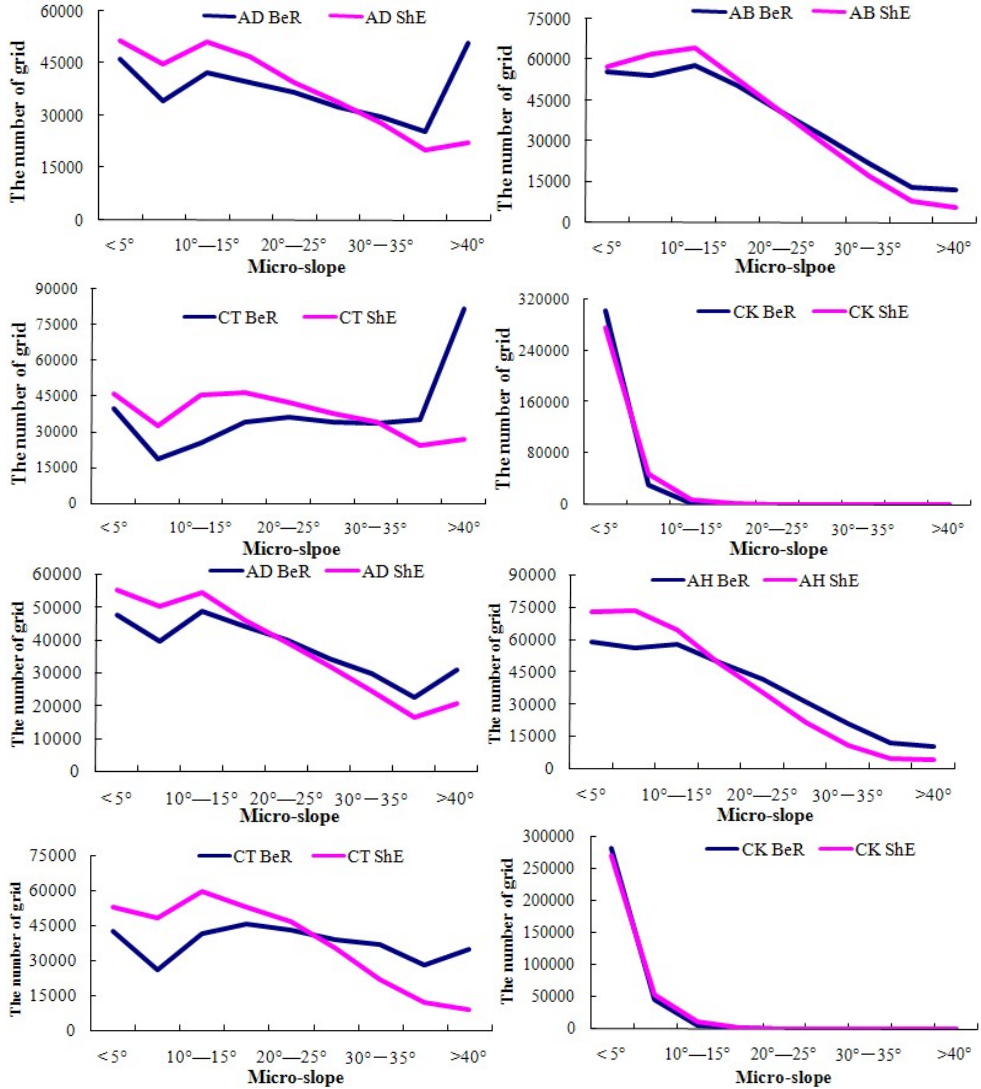 AD BeR AD ShE
The number of grid
60000
45000
30000
15000
0
< 5° 10°—15° 20°—25° 30°—35° >40°
Micro-slope
AB BeR AB ShE
The number of grid
75000
60000
45000
30000
15000
0
< 5° 10°—15° 20°—25° 30°—35° >40°
Micro-slpoe
CT BeR CT ShE
The number of grid
90000
75000
60000
45000
30000
15000
0
< 5° 10°—15° 20°—25° 30°—35° >40°
Micro-slpoe
CK BeR CK ShE
The number of grid
320000
240000
160000
80000
0
< 5° 10°—15° 20°—25° 30°—35° >40°
Micro-slope
AD BeR AD ShE
The number of grid
60000
50000
40000
30000
20000
10000
0
< 5° 10°—15° 20°—25° 30°—35° >40°
Micro-slope
AH BeR AH ShE
The number of grid
90000
75000
60000
45000
30000
15000
0
< 5° 10°—15° 20°—25° 30°—35° >40°
Micro-slope
CT BeR CT ShE
The number of grid
75000
60000
45000
30000
15000
0
< 5° 10°—15° 20°—25° 30°—35° >40°
Micro-slope
CK BeR CK ShE
The number of grid
300000
250000
200000
150000
100000
50000
0
< 5° 10°—15° 20°—25° 30°—35° >40°
Micro-slope